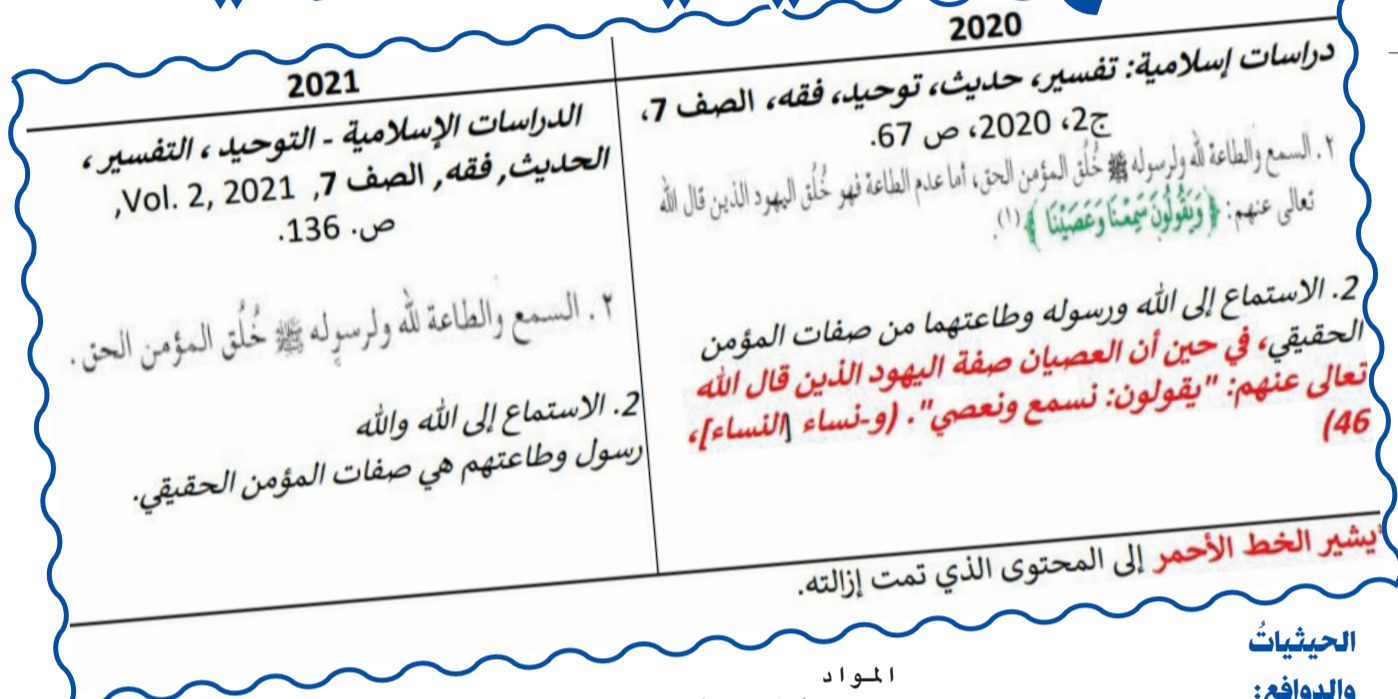 2020
دراسات إسلامية: تفسير، حديث، توحيد، فقه، الصف 7،
ج2، 2020، ص 67.
٢. السمع والطاعة لله ولرسوله ﷺ خُلُق المؤمن الحق، أما عدم الطاعة فهو خُلُق اليهود الذين قال الله
تعالى عنهم: ﴿ وَيَقُولُونَ سَمِعْنَا وَعَصَيْنَا ﴾(١).
2. الاستماع إلى الله ورسوله وطاعتهما من صفات المؤمن
الحقيقي، في حين أن العصيان صفة اليهود الذين قال الله
تعالى عنهم: "يقولون: نسمع ونعصي". (و-نساء [النساء]،
46)
2021
الدراسات الإسلامية - التوحيد ، التفسير ،
الحديث, فقه, الصف 7, Vol. 2, 2021,
ص. 136.
٢. السمع والطاعة لله ولرسوله ﷺ خُلُق المؤمن الحق.
2. الاستماع إلى الله والله
رسول وطاعتهم هي صفات المؤمن الحقيقي.
يشير الخط الأحمر إلى المحتوى الذي تمت إزالته.
الحيثياتُ
والدوافع:
المواد